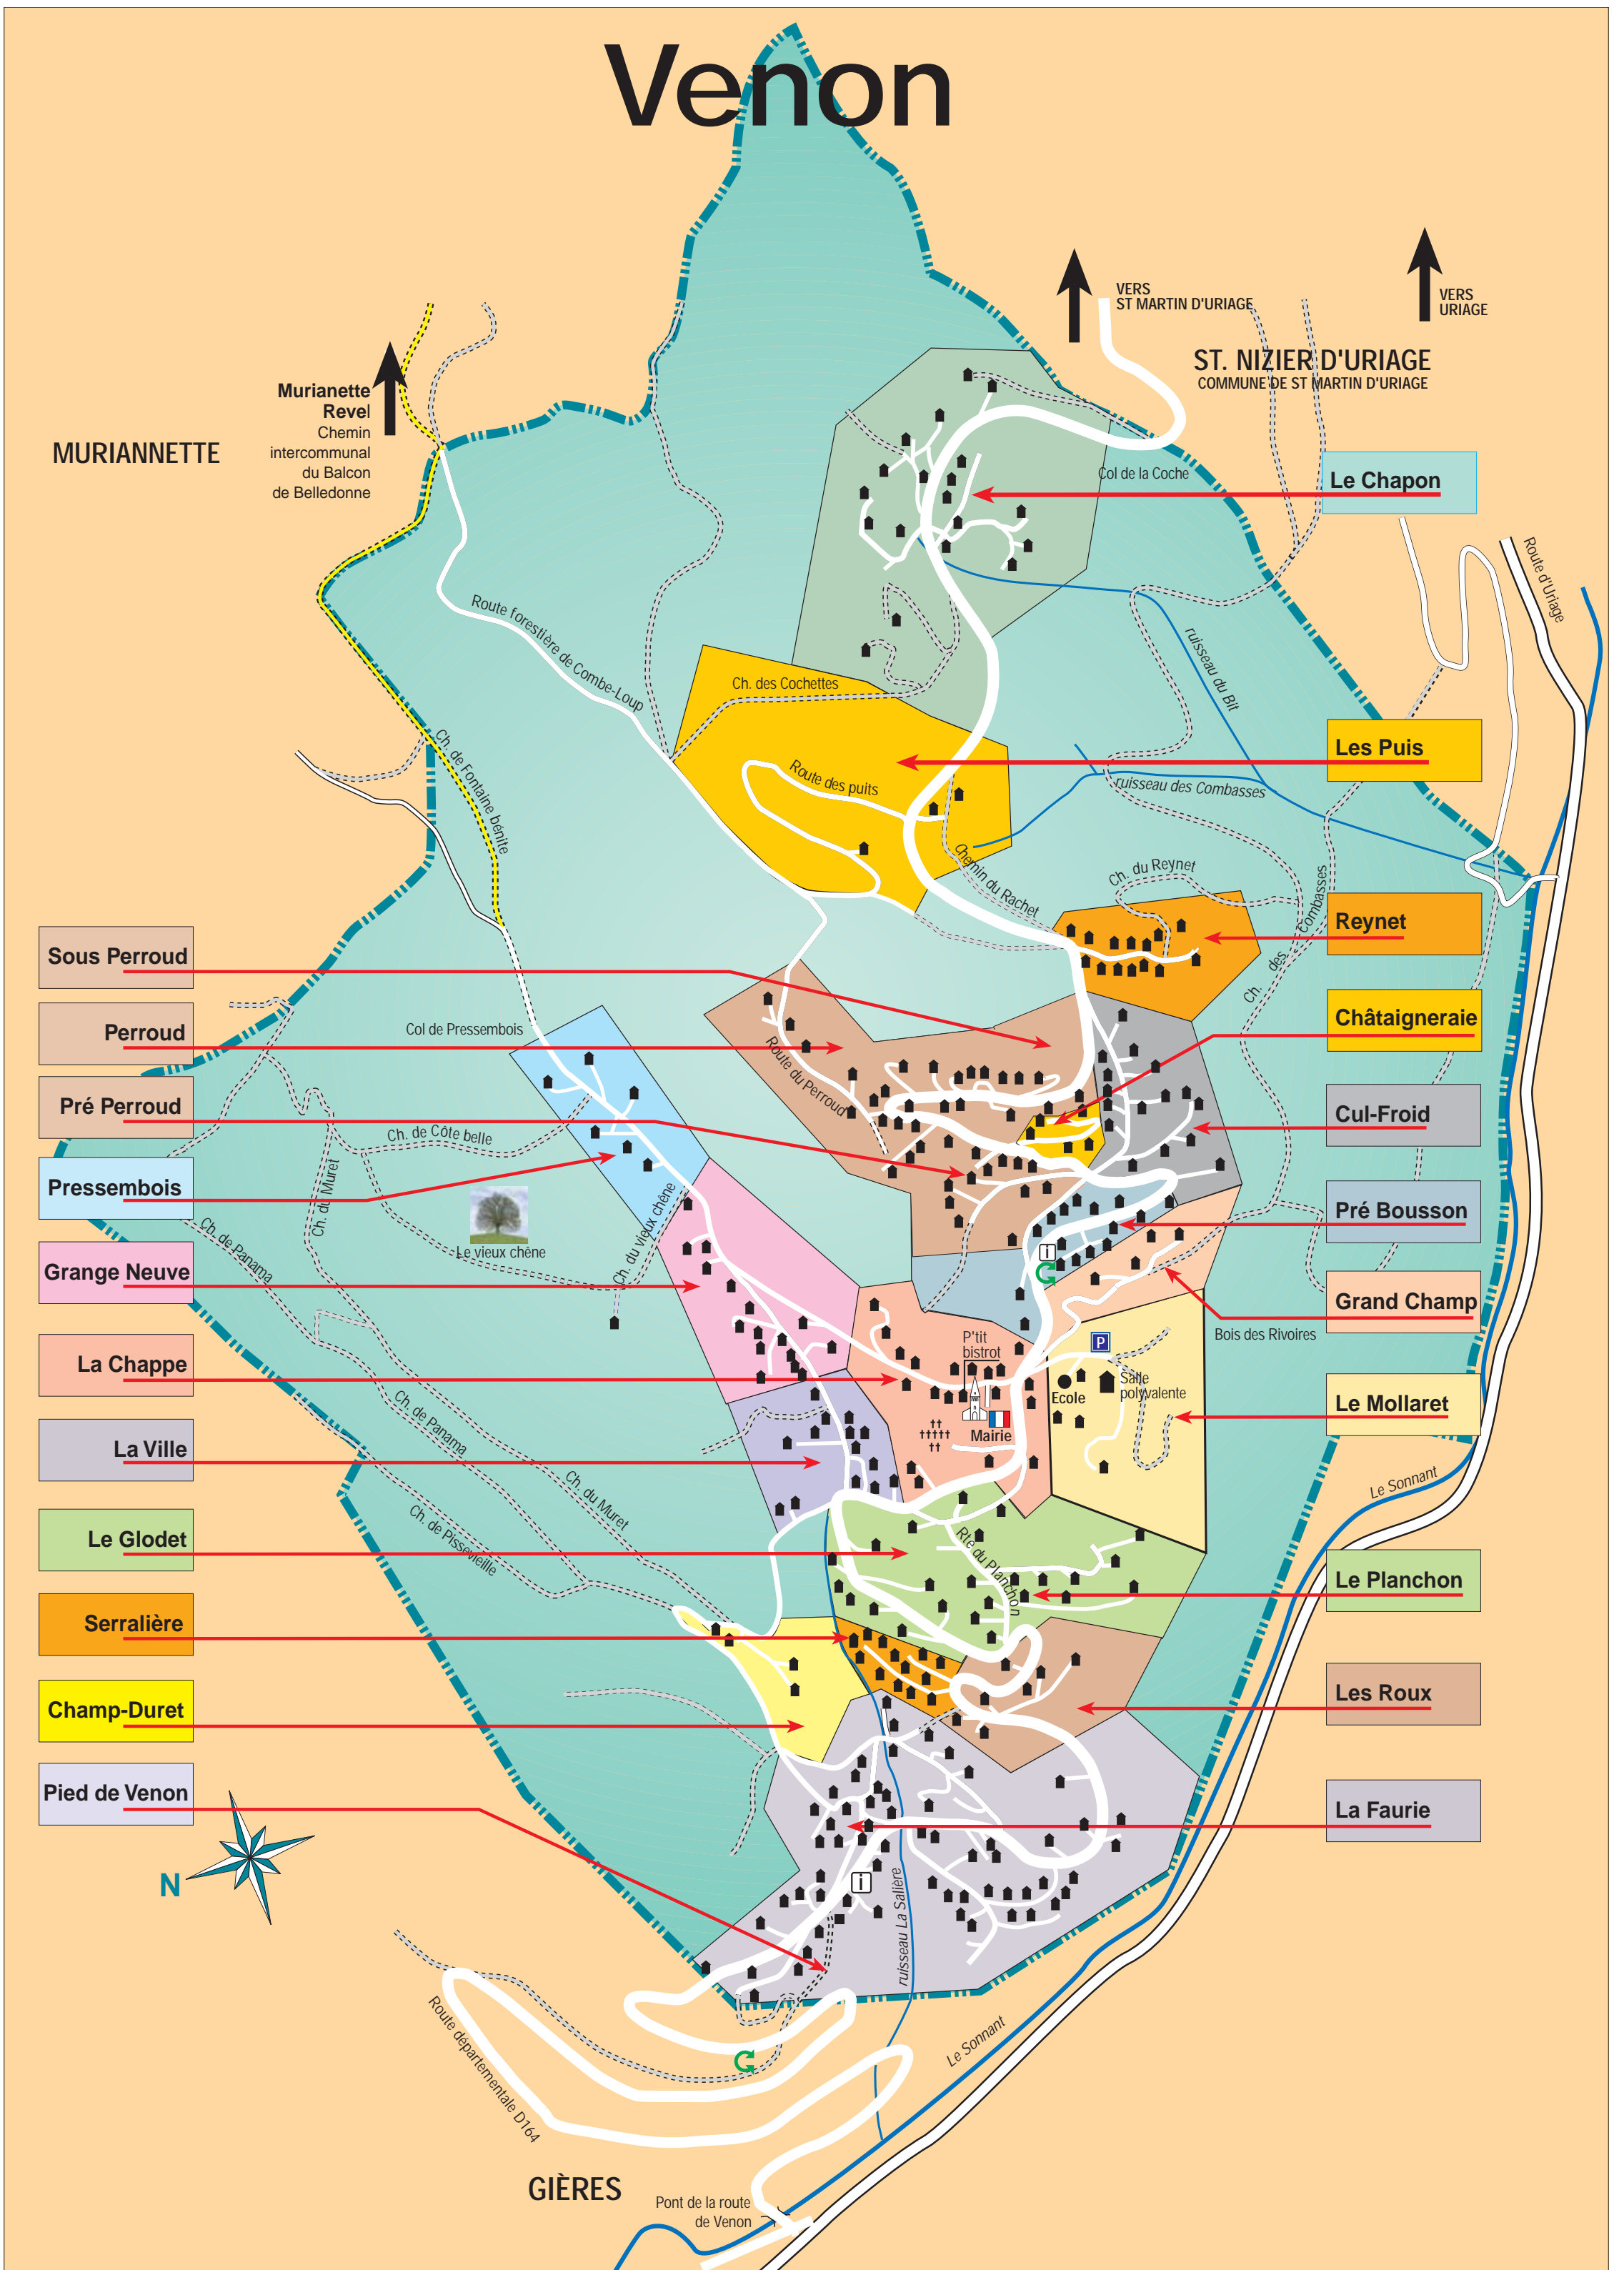 Venon
VERS
ST MARTIN D'URIAGE
VERS
URIAGE
ST. NIZIER D'URIAGE
COMMUNE DE ST MARTIN D'URIAGE
Murianette
Revel
Chemin
intercommunal
du Balcon
de Belledonne
MURIANNETTE
Col de la Coche
Le Chapon
Route d'Uriage
Route forestière de Combe-Loup
ruisseau du Bit
Ch. des Cochettes
Ch. de Fontaine bénite
Les Puis
Route des puits
ruisseau des Combasses
Chemin du Rachet
Ch. du Reynet
Ch. des Combasses
Reynet
Sous Perroud
Châtaigneraie
Perroud
Col de Pressembois
Route du Perroud
Pré Perroud
Cul-Froid
Ch. de Côte belle
Ch. du Muret
Pressembois
Pré Bousson
Ch. du vieux chêne
Le vieux chêne
Ch. de Panama
i
Grange Neuve
Grand Champ
Bois des Rivoires
P'tit
bistrot
P
La Chappe
Salle
polyvalente
Ecole
Le Mollaret
Mairie
Ch. de Panama
La Ville
Le Sonnant
Ch. du Muret
Ch. de Pissevieille
Le Glodet
Rte du Planchon
Le Planchon
Serralière
Les Roux
Champ-Duret
Pied de Venon
La Faurie
N
i
ruisseau La Salière
Route départementale D164
Le Sonnant
GIÈRES
Pont de la route
de Venon